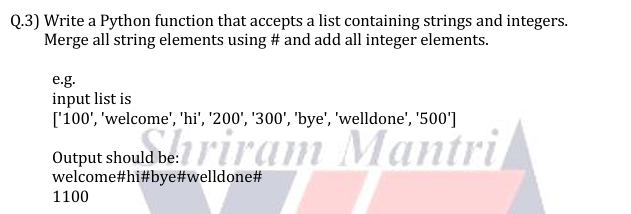 Q.3) Write a Python function that accepts a list containing strings and integers.
Merge all string elements using # and add all integer elements.
e.g.
input list is
['100', 'welcome', 'hi', '200', '300', 'bye', 'welldone', '500']
Shriram Mantri
Output should be:
welcome#hi#bye#welldone#
1100